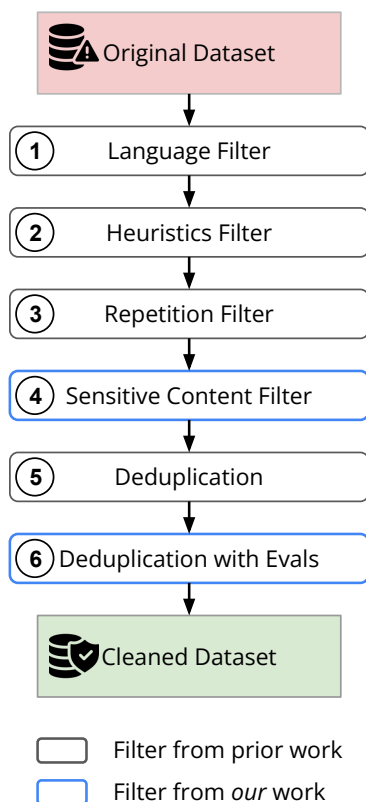 Original Dataset
1 Language Filter
2 Heuristics Filter
3 Repetition Filter
4 Sensitive Content Filter
5 Deduplication
6 Deduplication with Evals
Cleaned Dataset
Filter from prior work
Filter from our work